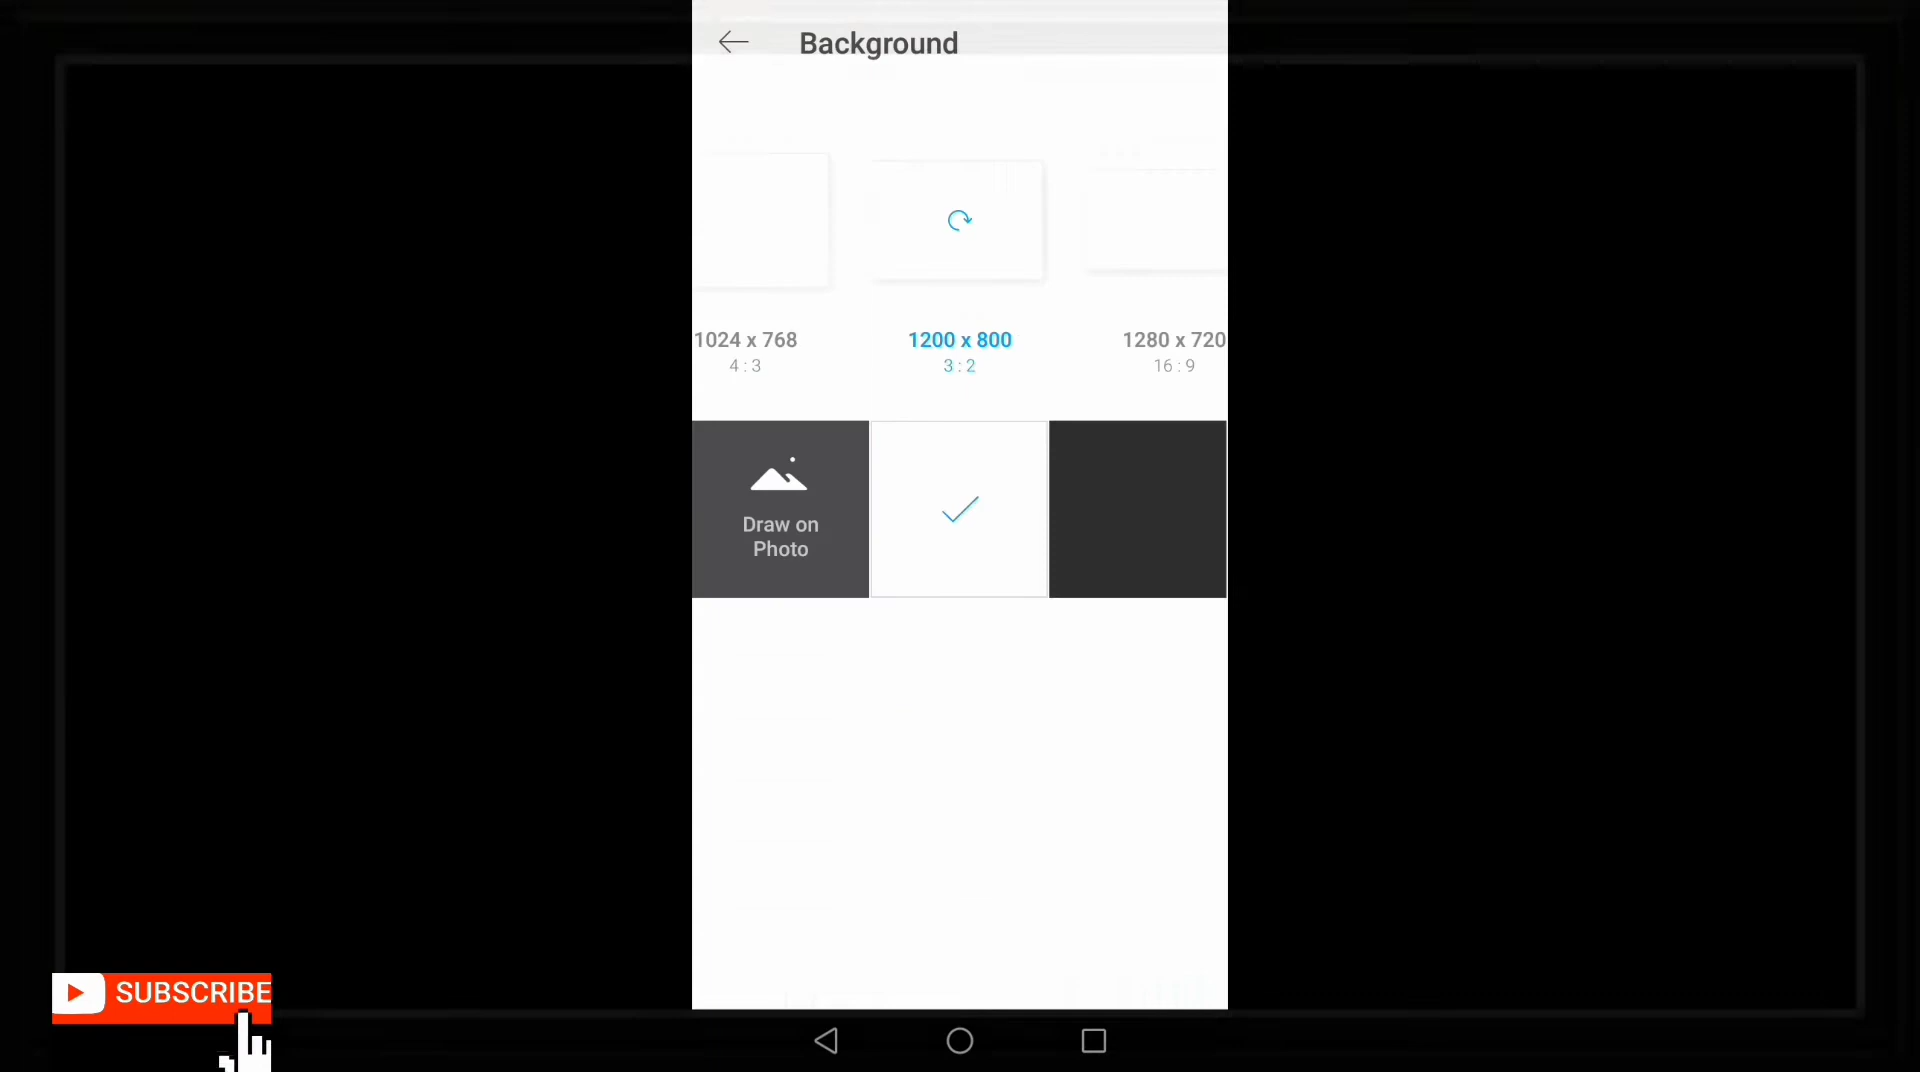 Background
1024 x 768
4 : 3
1200 x 800
3 : 2
1280 x 720
16 : 9
Draw on
Photo
SUBSCRIBE